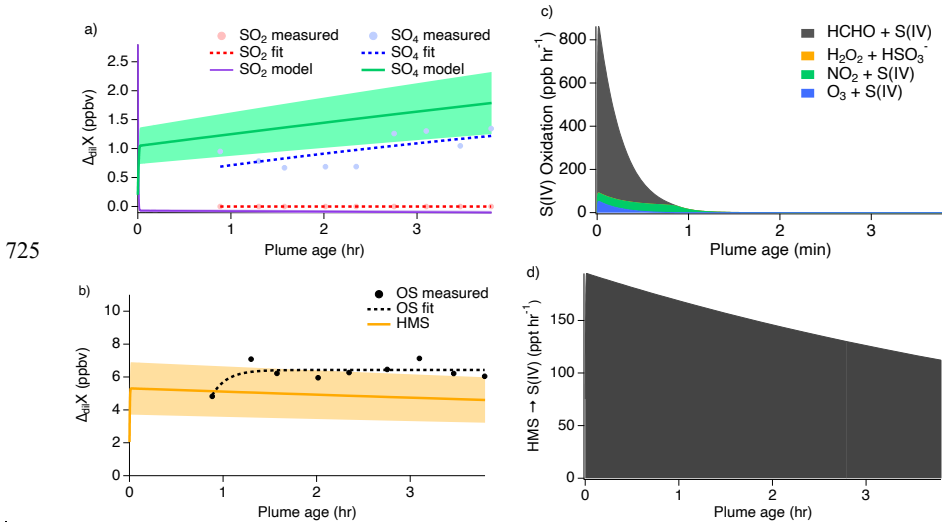 725
a)
SO₂ measured
SO₂ fit
SO₂ model
SO₄ measured
SO₄ fit
SO₄ model
Δdil X (ppbv)
2.5
2.0
1.5
1.0
0.5
0.0
1
2
3
Plume age (hr)
b)
OS measured
OS fit
HMS
Δdil X (ppbv)
10
8
6
4
2
0
0
1
2
3
Plume age (hr)
c)
HCHO + S(IV)
H₂O₂ + HSO₃⁻
NO₂ + S(IV)
O₃ + S(IV)
S(IV) Oxidation (ppb hr⁻¹)
800
600
400
200
0
0
1
2
3
Plume age (min)
d)
HMS → S(IV) (ppt hr⁻¹)
150
100
50
0
0
1
2
3
Plume age (hr)